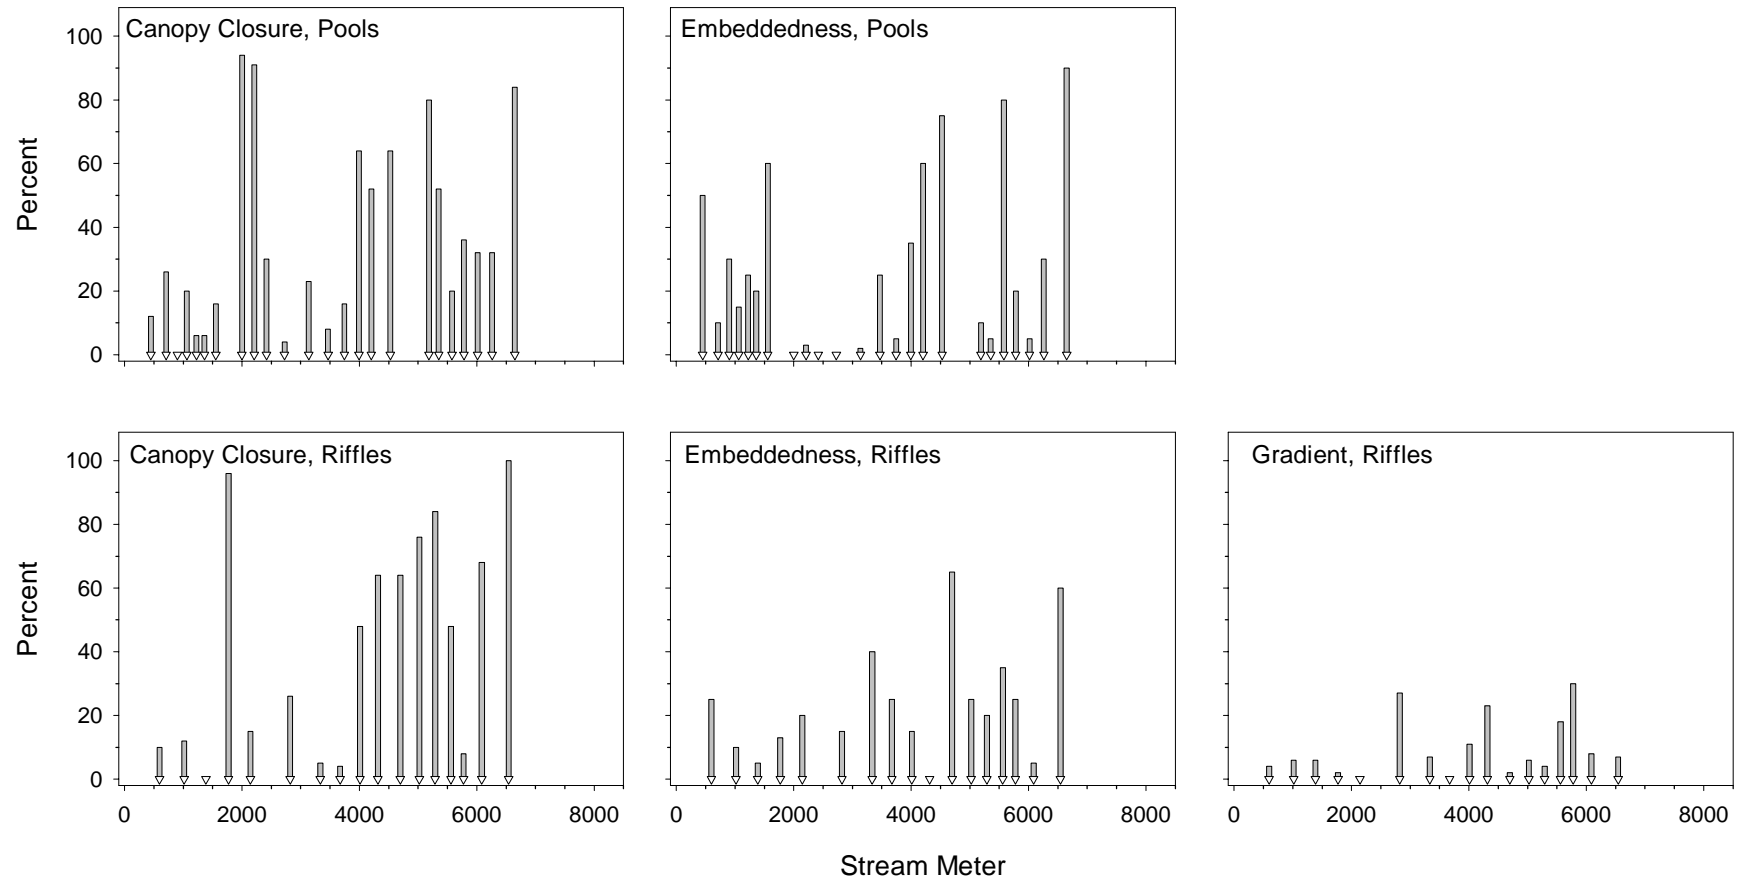 Canopy Closure, Pools
Embeddedness, Pools
100
80
60
40
20
0
Percent
Canopy Closure, Riffles
Embeddedness, Riffles
Gradient, Riffles
100
80
60
40
20
0
Percent
0 2000 4000 6000 8000
0 2000 4000 6000 8000
0 2000 4000 6000 8000
Stream Meter